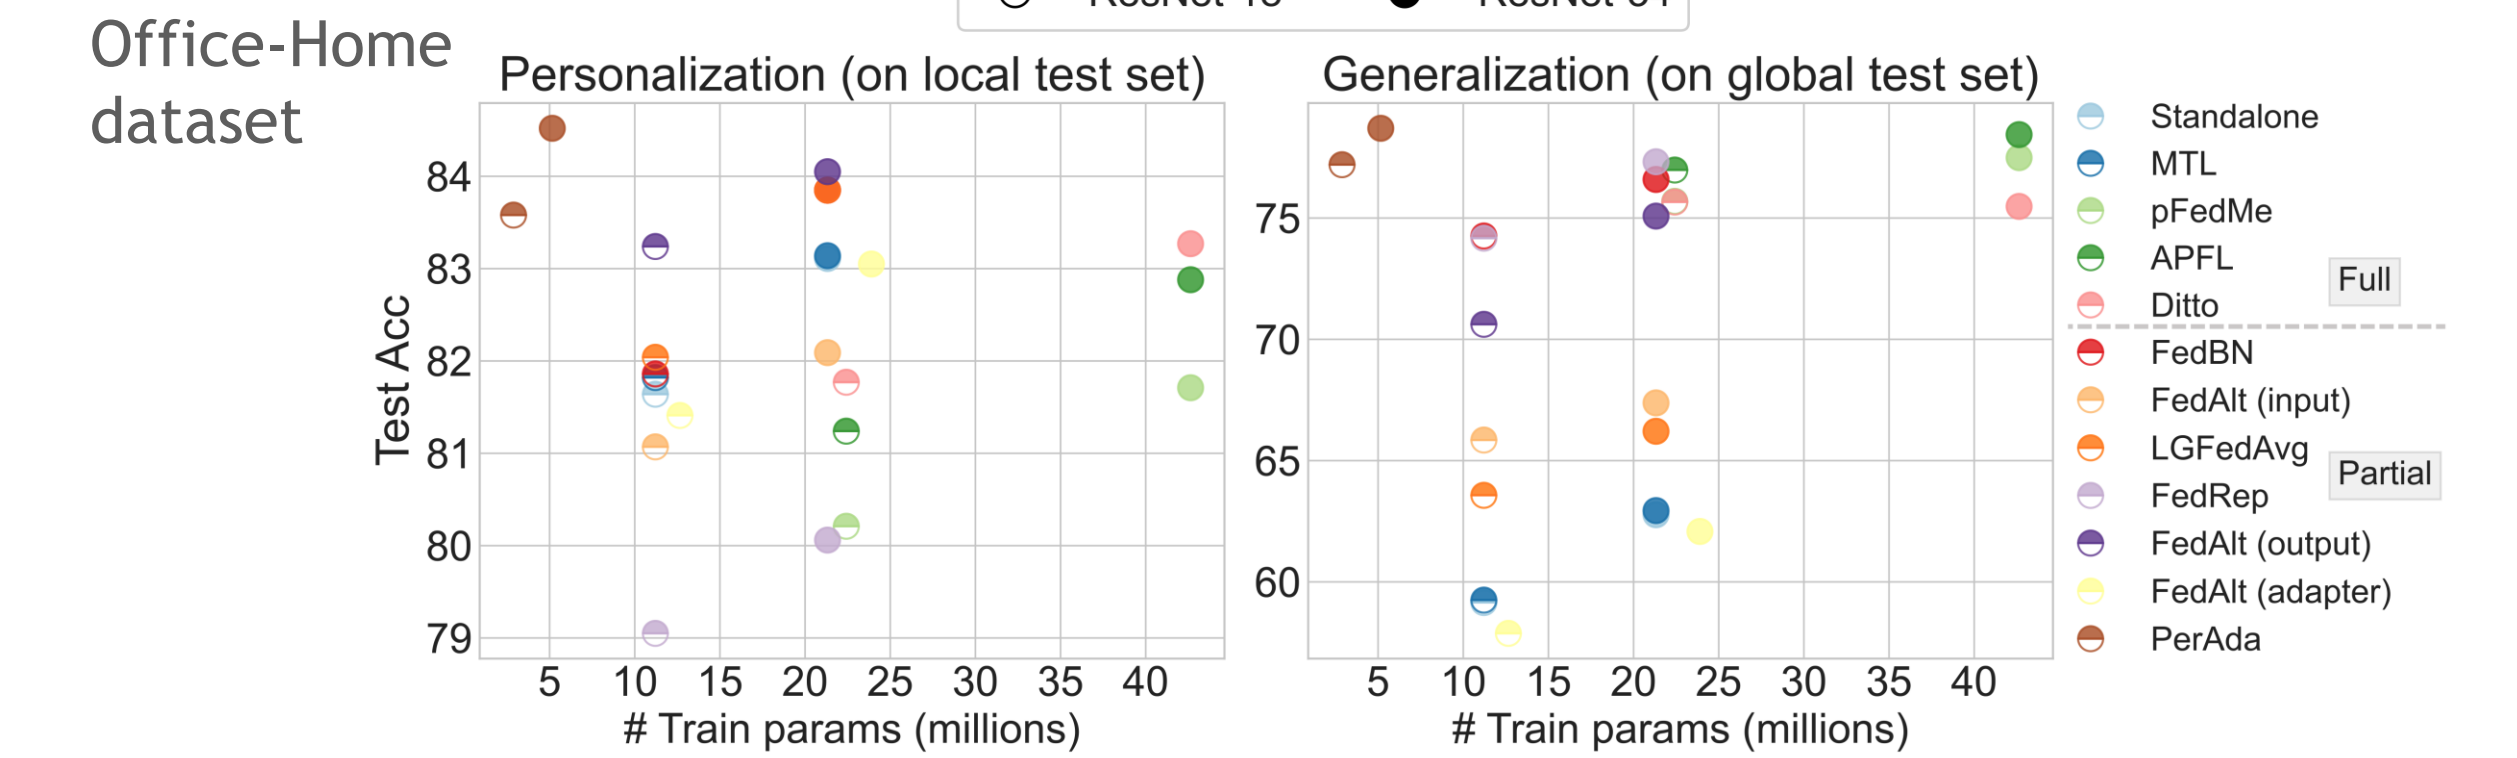 Office-Home
dataset
Personalization (on local test set)
Generalization (on global test set)
Test Acc
84
83
82
81
80
79
5 10 15 20 25 30 35 40
# Train params (millions)
75
70
65
60
5 10 15 20 25 30 35 40
# Train params (millions)
Standalone
MTL
pFedMe
APFL
Ditto
Full
FedBN
FedAlt (input)
LGFedAvg
FedRep
Partial
FedAlt (output)
FedAlt (adapter)
PerAda